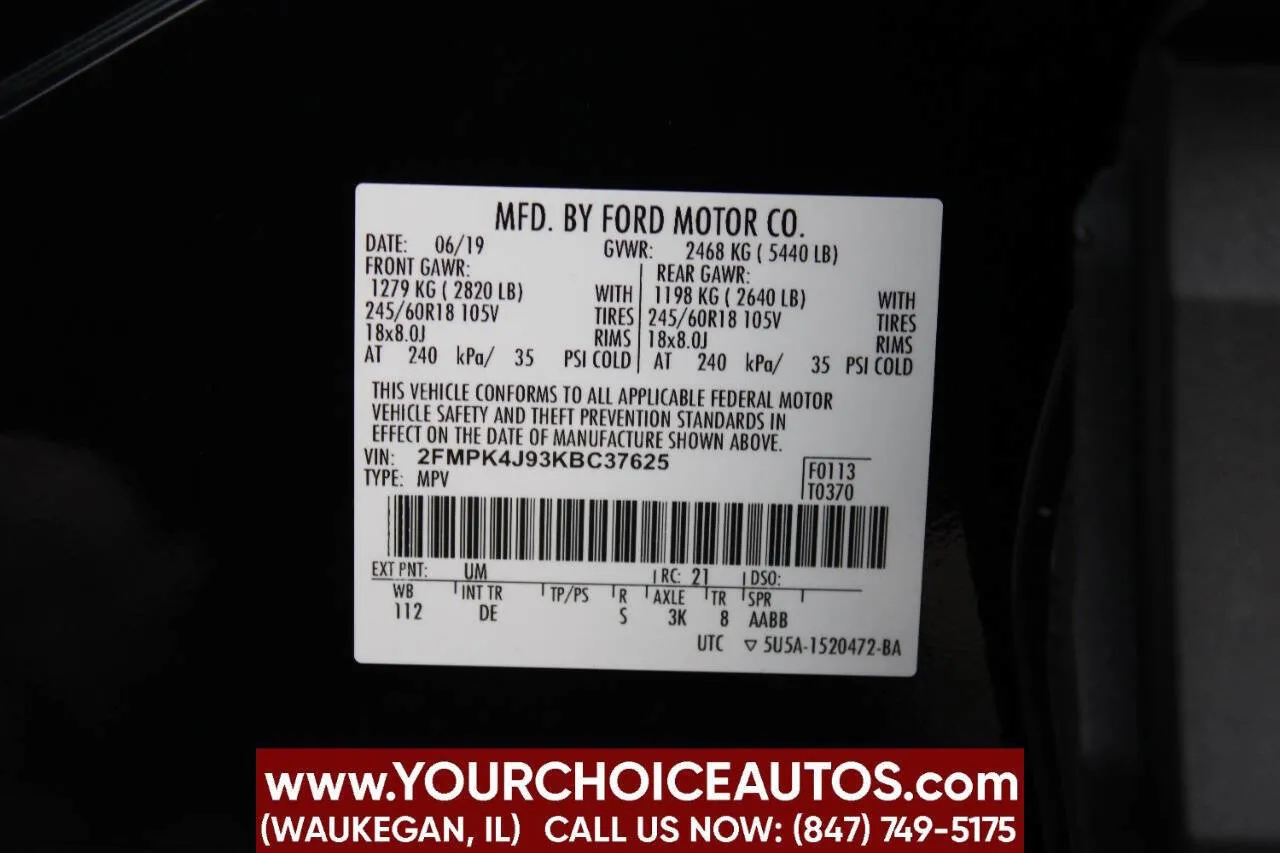 MFD. BY FORD MOTOR CO.
DATE: 06/19 GVWR: 2468 KG ( 5440 LB)
FRONT GAWR: REAR GAWR:
1279 KG ( 2820 LB) WITH 1198 KG ( 2640 LB) WITH
245/60R18 105V TIRES 245/60R18 105V TIRES
18x8.0J RIMS 18x8.0J RIMS
AT 240 kPa/ 35 PSI COLD AT 240 kPa/ 35 PSI COLD
THIS VEHICLE CONFORMS TO ALL APPLICABLE FEDERAL MOTOR
VEHICLE SAFETY AND THEFT PREVENTION STANDARDS IN
EFFECT ON THE DATE OF MANUFACTURE SHOWN ABOVE.
VIN: 2FMPK4J93KBC37625 F0113
TYPE: MPV T0370
EXT PNT: UM RC: 21 DSO:
WB INT TR TP/PS R AXLE TR SPR
112 DE S 3K 8 AABB
UTC ▽ 5U5A-1520472-BA
www.YOURCHOICEAUTOS.com
(WAUKEGAN, IL) CALL US NOW: (847) 749-5175